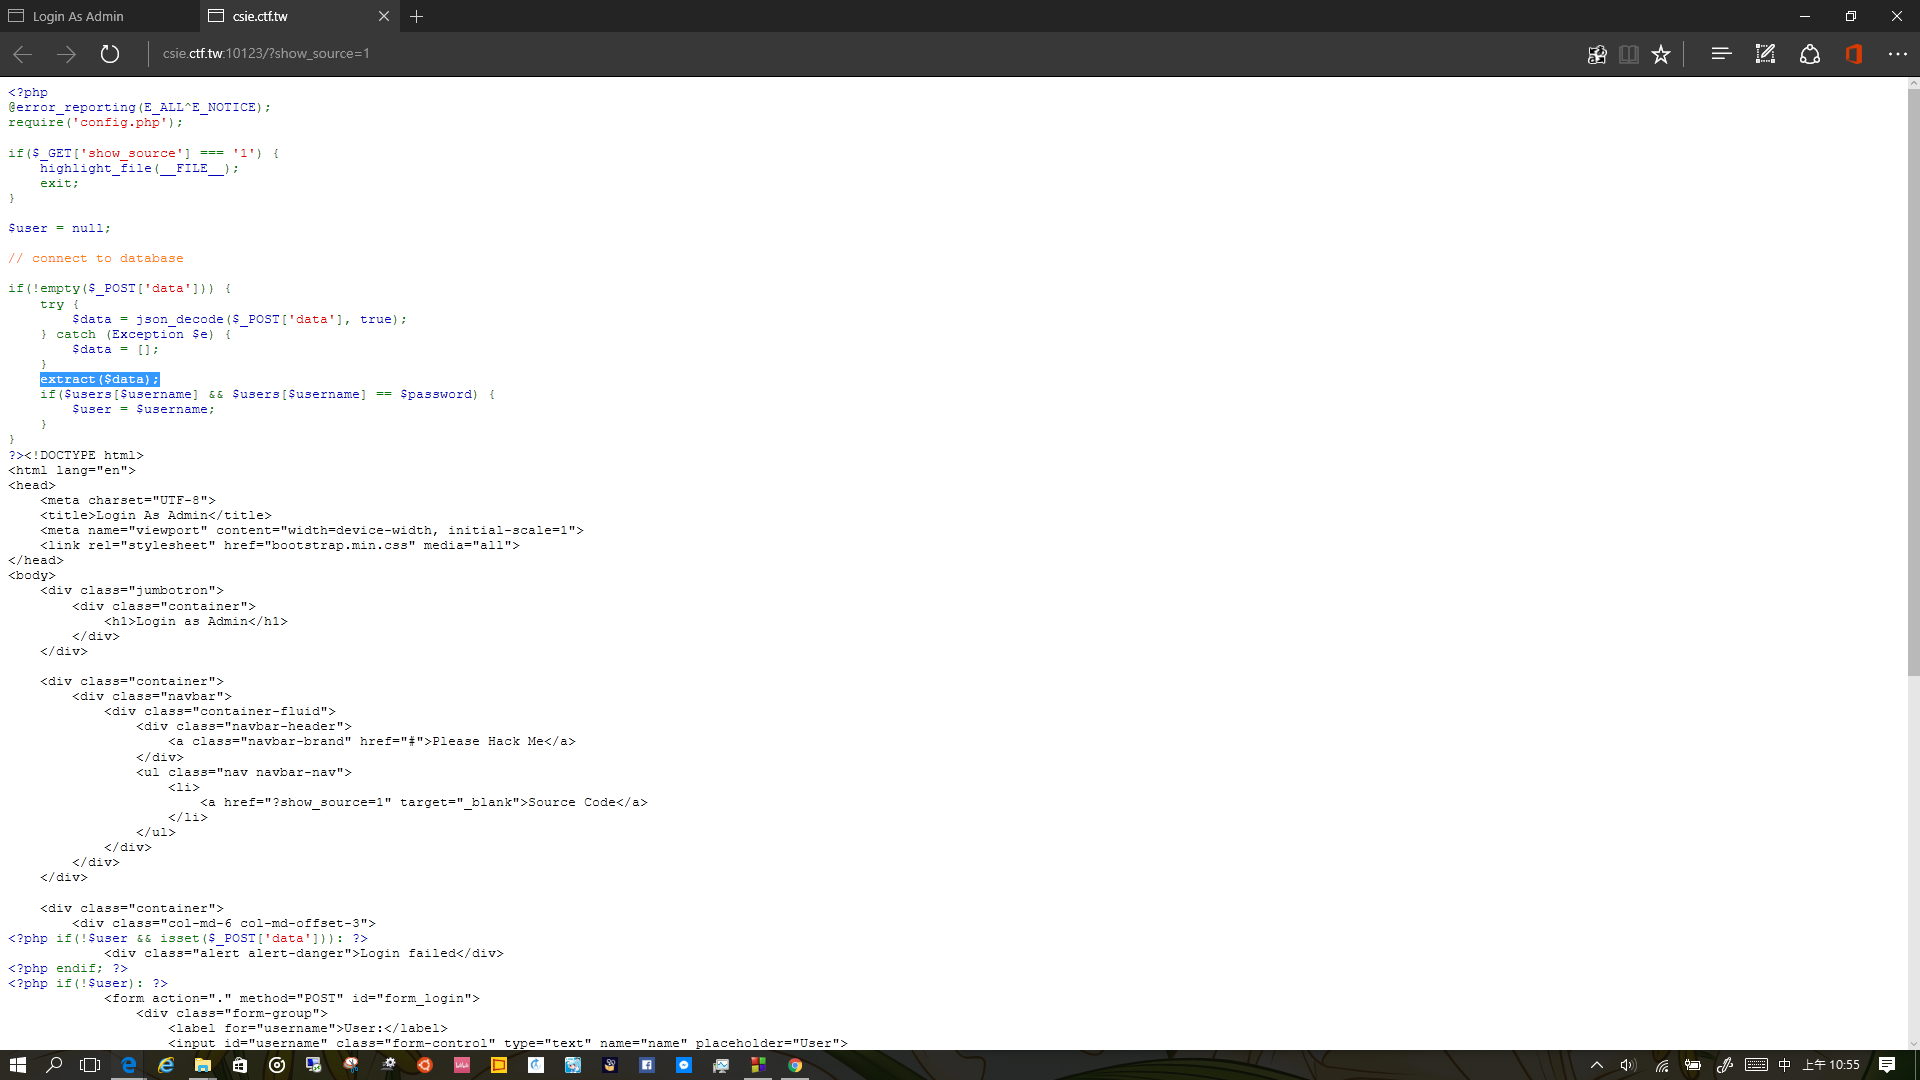 Login As Admin
csie.ctf.tw
csie.ctf.tw:10123/?show_source=1
<?php
@error_reporting(E_ALL^E_NOTICE);
require('config.php');
if($_GET['show_source'] === '1') {
    highlight_file(__FILE__);
    exit;
}
$user = null;
// connect to database
if(!empty($_POST['data'])) {
    try {
        $data = json_decode($_POST['data'], true);
    } catch (Exception $e) {
        $data = [];
    }
    extract($data);
    if($users[$username] && $users[$username] == $password) {
        $user = $username;
    }
}
?><!DOCTYPE html>
<html lang="en">
<head>
    <meta charset="UTF-8">
    <title>Login As Admin</title>
    <meta name="viewport" content="width=device-width, initial-scale=1">
    <link rel="stylesheet" href="bootstrap.min.css" media="all">
</head>
<body>
    <div class="jumbotron">
        <div class="container">
            <h1>Login as Admin</h1>
        </div>
    </div>
    <div class="container">
        <div class="navbar">
            <div class="container-fluid">
                <div class="navbar-header">
                    <a class="navbar-brand" href="#">Please Hack Me</a>
                </div>
                <ul class="nav navbar-nav">
                    <li>
                        <a href="?show_source=1" target="_blank">Source Code</a>
                    </li>
                </ul>
            </div>
        </div>
    </div>
    <div class="container">
        <div class="col-md-6 col-md-offset-3">
<?php if(!$user && isset($_POST['data'])): ?>
            <div class="alert alert-danger">Login failed</div>
<?php endif; ?>
<?php if(!$user): ?>
            <form action="." method="POST" id="form_login">
                <div class="form-group">
                    <label for="username">User:</label>
                    <input id="username" class="form-control" type="text" name="name" placeholder="User">
中
上午 10:55